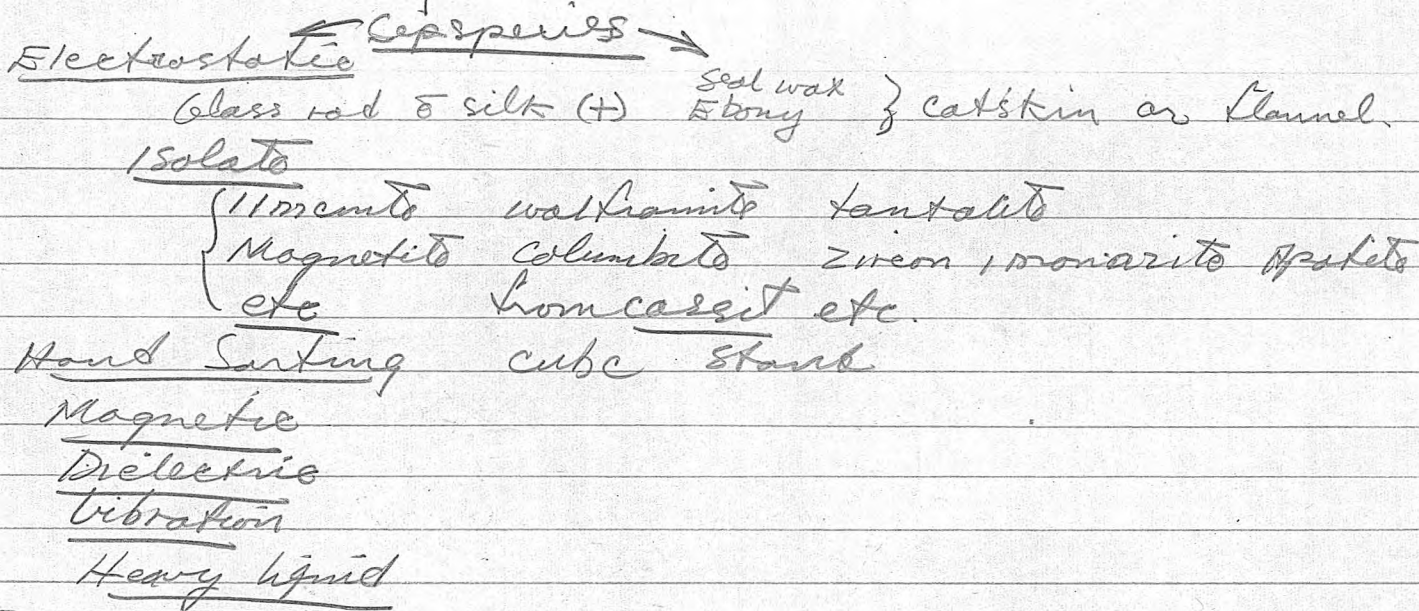 Electrostatic
Glass rod c̄ silk (+) Seal wax
Ebony } catskin or flannel.
Isolate
Ilmenite wolframite tantalite
Magnetite columbite zircon, monazite Apatite
etc from cassit etc.
Hand Sorting cube
Magnetic
Dielectric
Vibration
Heavy liquid